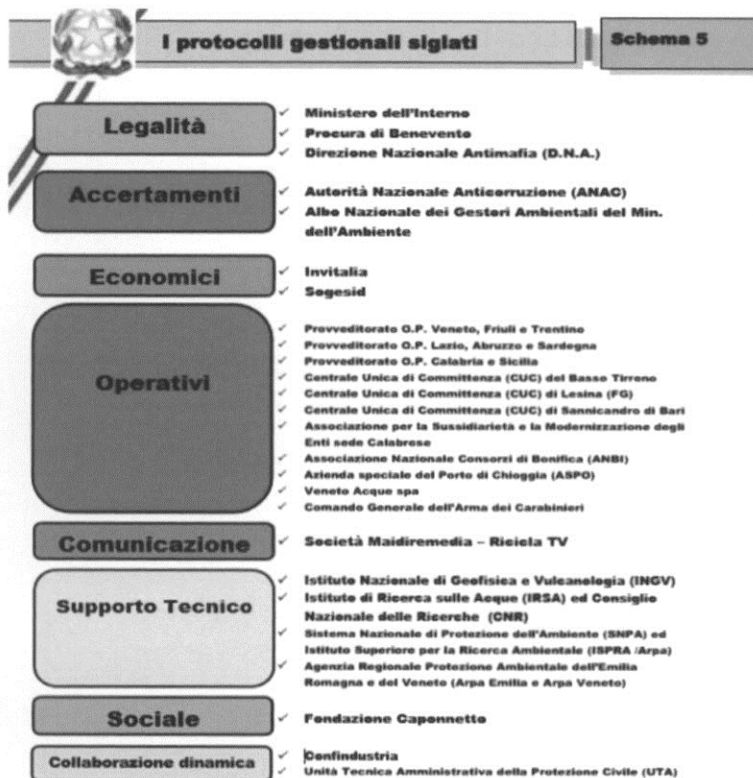 I protocolli gestionali siglati
Schema 5
Legalità
✓ Ministero dell'Interno
✓ Procura di Benevento
✓ Direzione Nazionale Antimafia (D.N.A.)
Accertamenti
✓ Autorità Nazionale Anticorruzione (ANAC)
✓ Albo Nazionale dei Gestori Ambientali del Min.
dell'Ambiente
Economici
✓ Invitalia
✓ Sogesid
Operativi
✓ Provveditorato O.P. Veneto, Friuli e Trentino
✓ Provveditorato O.P. Lazio, Abruzzo e Sardegna
✓ Provveditorato O.P. Calabria e Sicilia
✓ Centrale Unica di Committenza (CUC) del Basso Tirreno
✓ Centrale Unica di Committenza (CUC) di Lesina (FG)
✓ Centrale Unica di Committenza (CUC) di Sannicandro di Bari
✓ Associazione per la Sussidiarietà e la Modernizzazione degli
Enti sede Calabrese
✓ Associazione Nazionale Consorzi di Bonifica (ANBI)
✓ Azienda speciale del Porto di Chioggia (ASPO)
✓ Veneto Acque spa
✓ Comando Generale dell'Arma dei Carabinieri
Comunicazione
✓ Società Maidiremedia – Ricicla TV
Supporto Tecnico
✓ Istituto Nazionale di Geofisica e Vulcanologia (INGV)
✓ Istituto di Ricerca sulle Acque (IRSA) ed Consiglio
Nazionale delle Ricerche (CNR)
✓ Sistema Nazionale di Protezione dell'Ambiente (SNPA) ed
Istituto Superiore per la Ricerca Ambientale (ISPRA /Arpa)
✓ Agenzia Regionale Protezione Ambientale dell'Emilia
Romagna e del Veneto (Arpa Emilia e Arpa Veneto)
Sociale
✓ Fondazione Caponnetto
Collaborazione dinamica
✓ Confindustria
✓ Unità Tecnica Amministrativa della Protezione Civile (UTA)